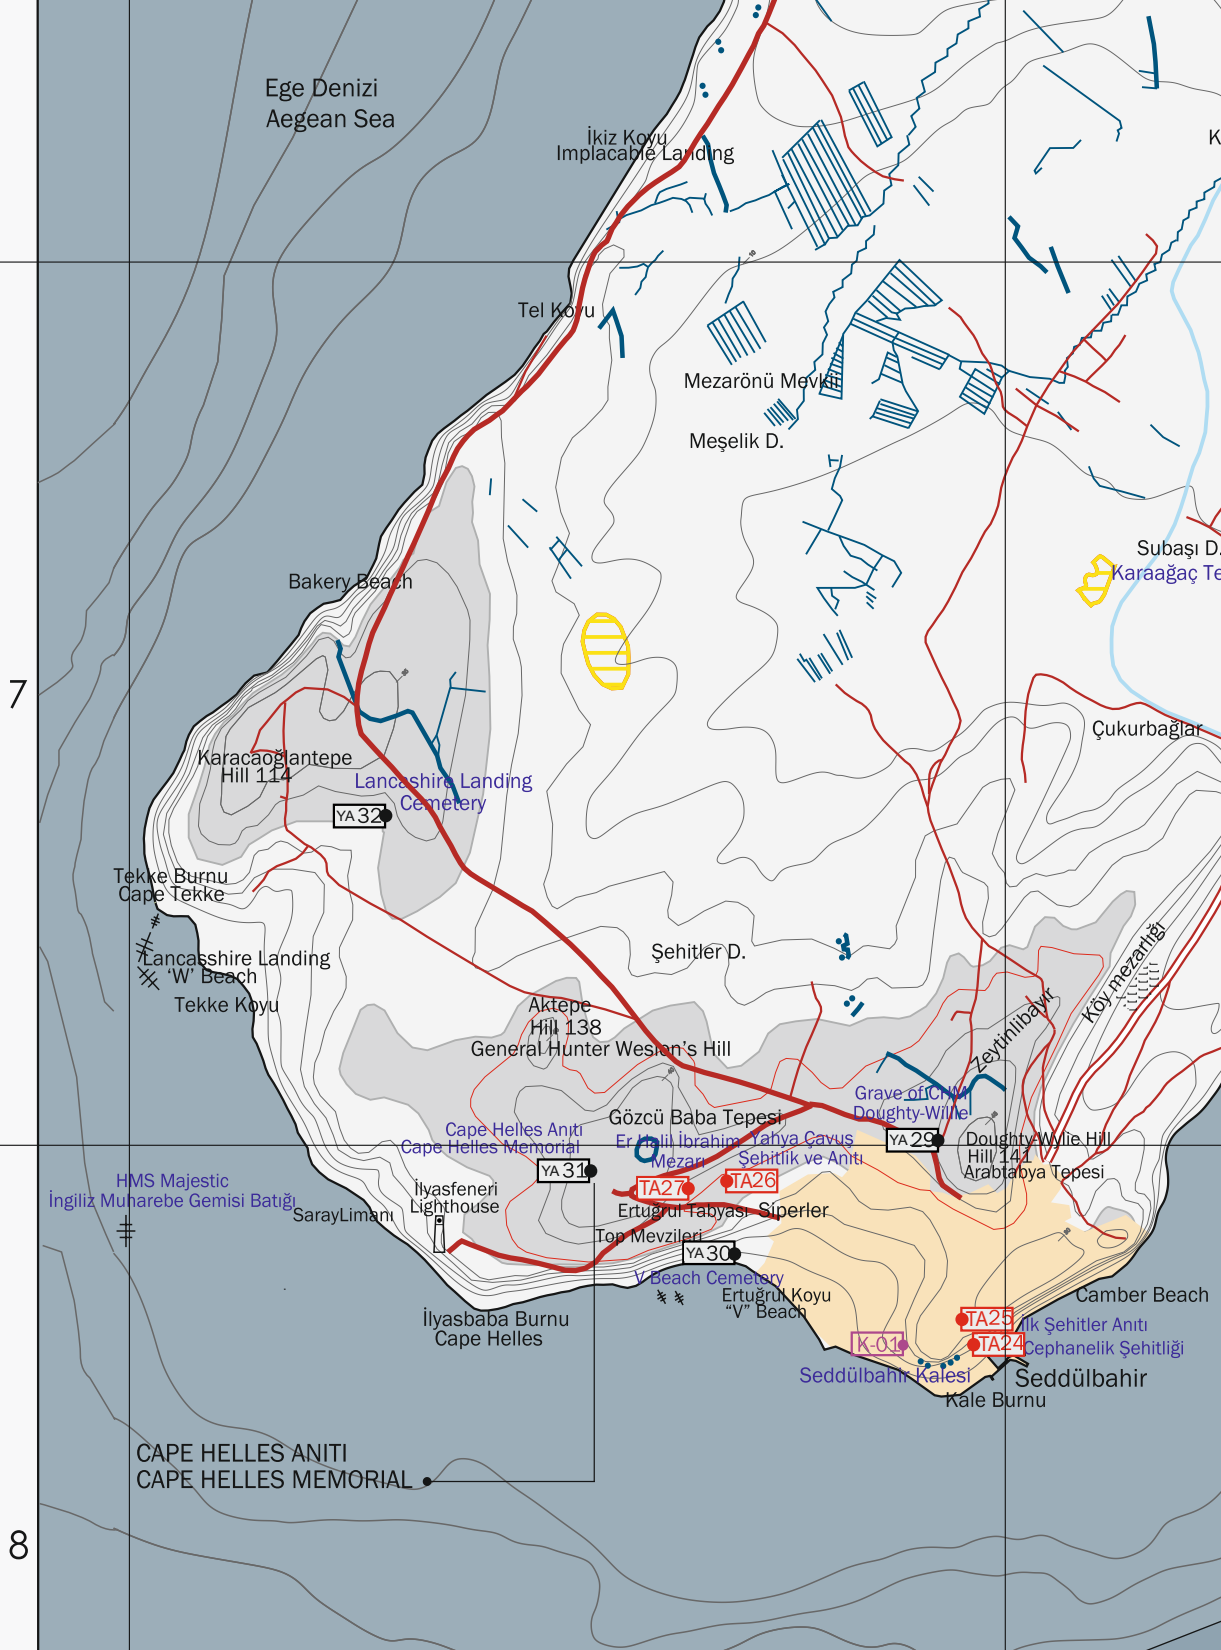 Ege Denizi
Aegean Sea
İkiz Koyu
Implacable Landing
K
Tel Koyu
Mezarönü Mevkii
Meşelik D.
Subaşı D.
Karaağaç Te
Bakery Beach
7
Çukurbağlar
Karacaoğlantepe
Hill 114
Lancashire Landing
Cemetery
YA 32
Tekke Burnu
Cape Tekke
Lancasshire Landing
‘W’ Beach
Tekke Koyu
Şehitler D.
Köy mezarlığı
Zeytinlibayır
Aktepe
Hill 138
General Hunter Weston's Hill
Grave of CHM
Doughty-Willie
YA 29
Gözcü Baba Tepesi
Cape Helles Anıtı
Cape Helles Memorial
YA 31
Er Halil İbrahim
Mezarı
Yahya Çavuş
Şehitlik ve Anıtı
Doughty-Wylie Hill
Hill 141
Arabtabya Tepesi
HMS Majestic
İngiliz Muharebe Gemisi Batığı
SarayLimanı
İlyasfeneri
Lighthouse
TA27
TA26
Ertuğrul Tabyası
Siperler
Top Mevzileri
YA 30
V Beach Cemetery
Ertuğrul Koyu
“V” Beach
Camber Beach
İlyasbaba Burnu
Cape Helles
TA25
İlk Şehitler Anıtı
K-01
TA24
Cephanelik Şehitliği
Seddülbahir Kalesi
Seddülbahir
Kale Burnu
CAPE HELLES ANITI
CAPE HELLES MEMORIAL
8